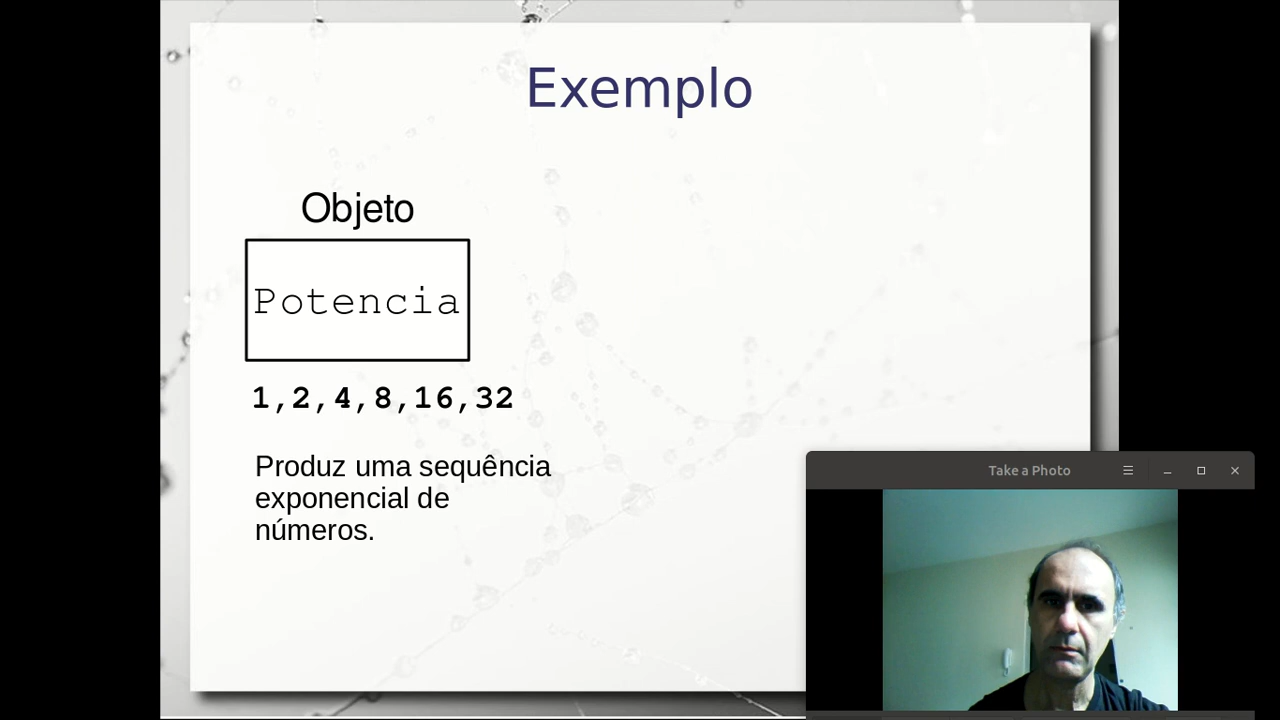 Exemplo
Objeto
Potencia
1,2,4,8,16,32
Produz uma sequência
exponencial de
números.
Take a Photo